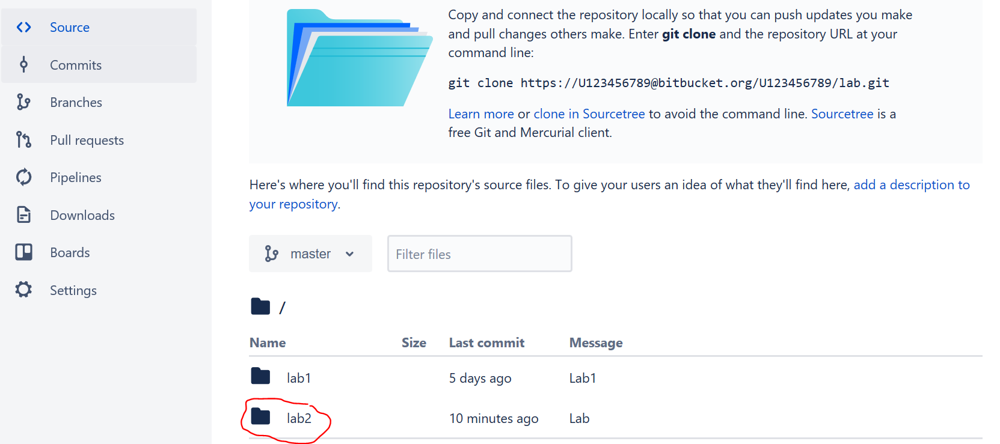 Source
Commits
Branches
Pull requests
Pipelines
Downloads
Boards
Settings
Copy and connect the repository locally so that you can push updates you make
and pull changes others make. Enter git clone and the repository URL at your
command line:
git clone https://U123456789@bitbucket.org/U123456789/lab.git
Learn more or clone in Sourcetree to avoid the command line. Sourcetree is a
free Git and Mercurial client.
Here's where you'll find this repository's source files. To give your users an idea of what they'll find here, add a description to
your repository.
master
Filter files
/
Name Size Last commit Message
lab1 5 days ago Lab1
lab2 10 minutes ago Lab